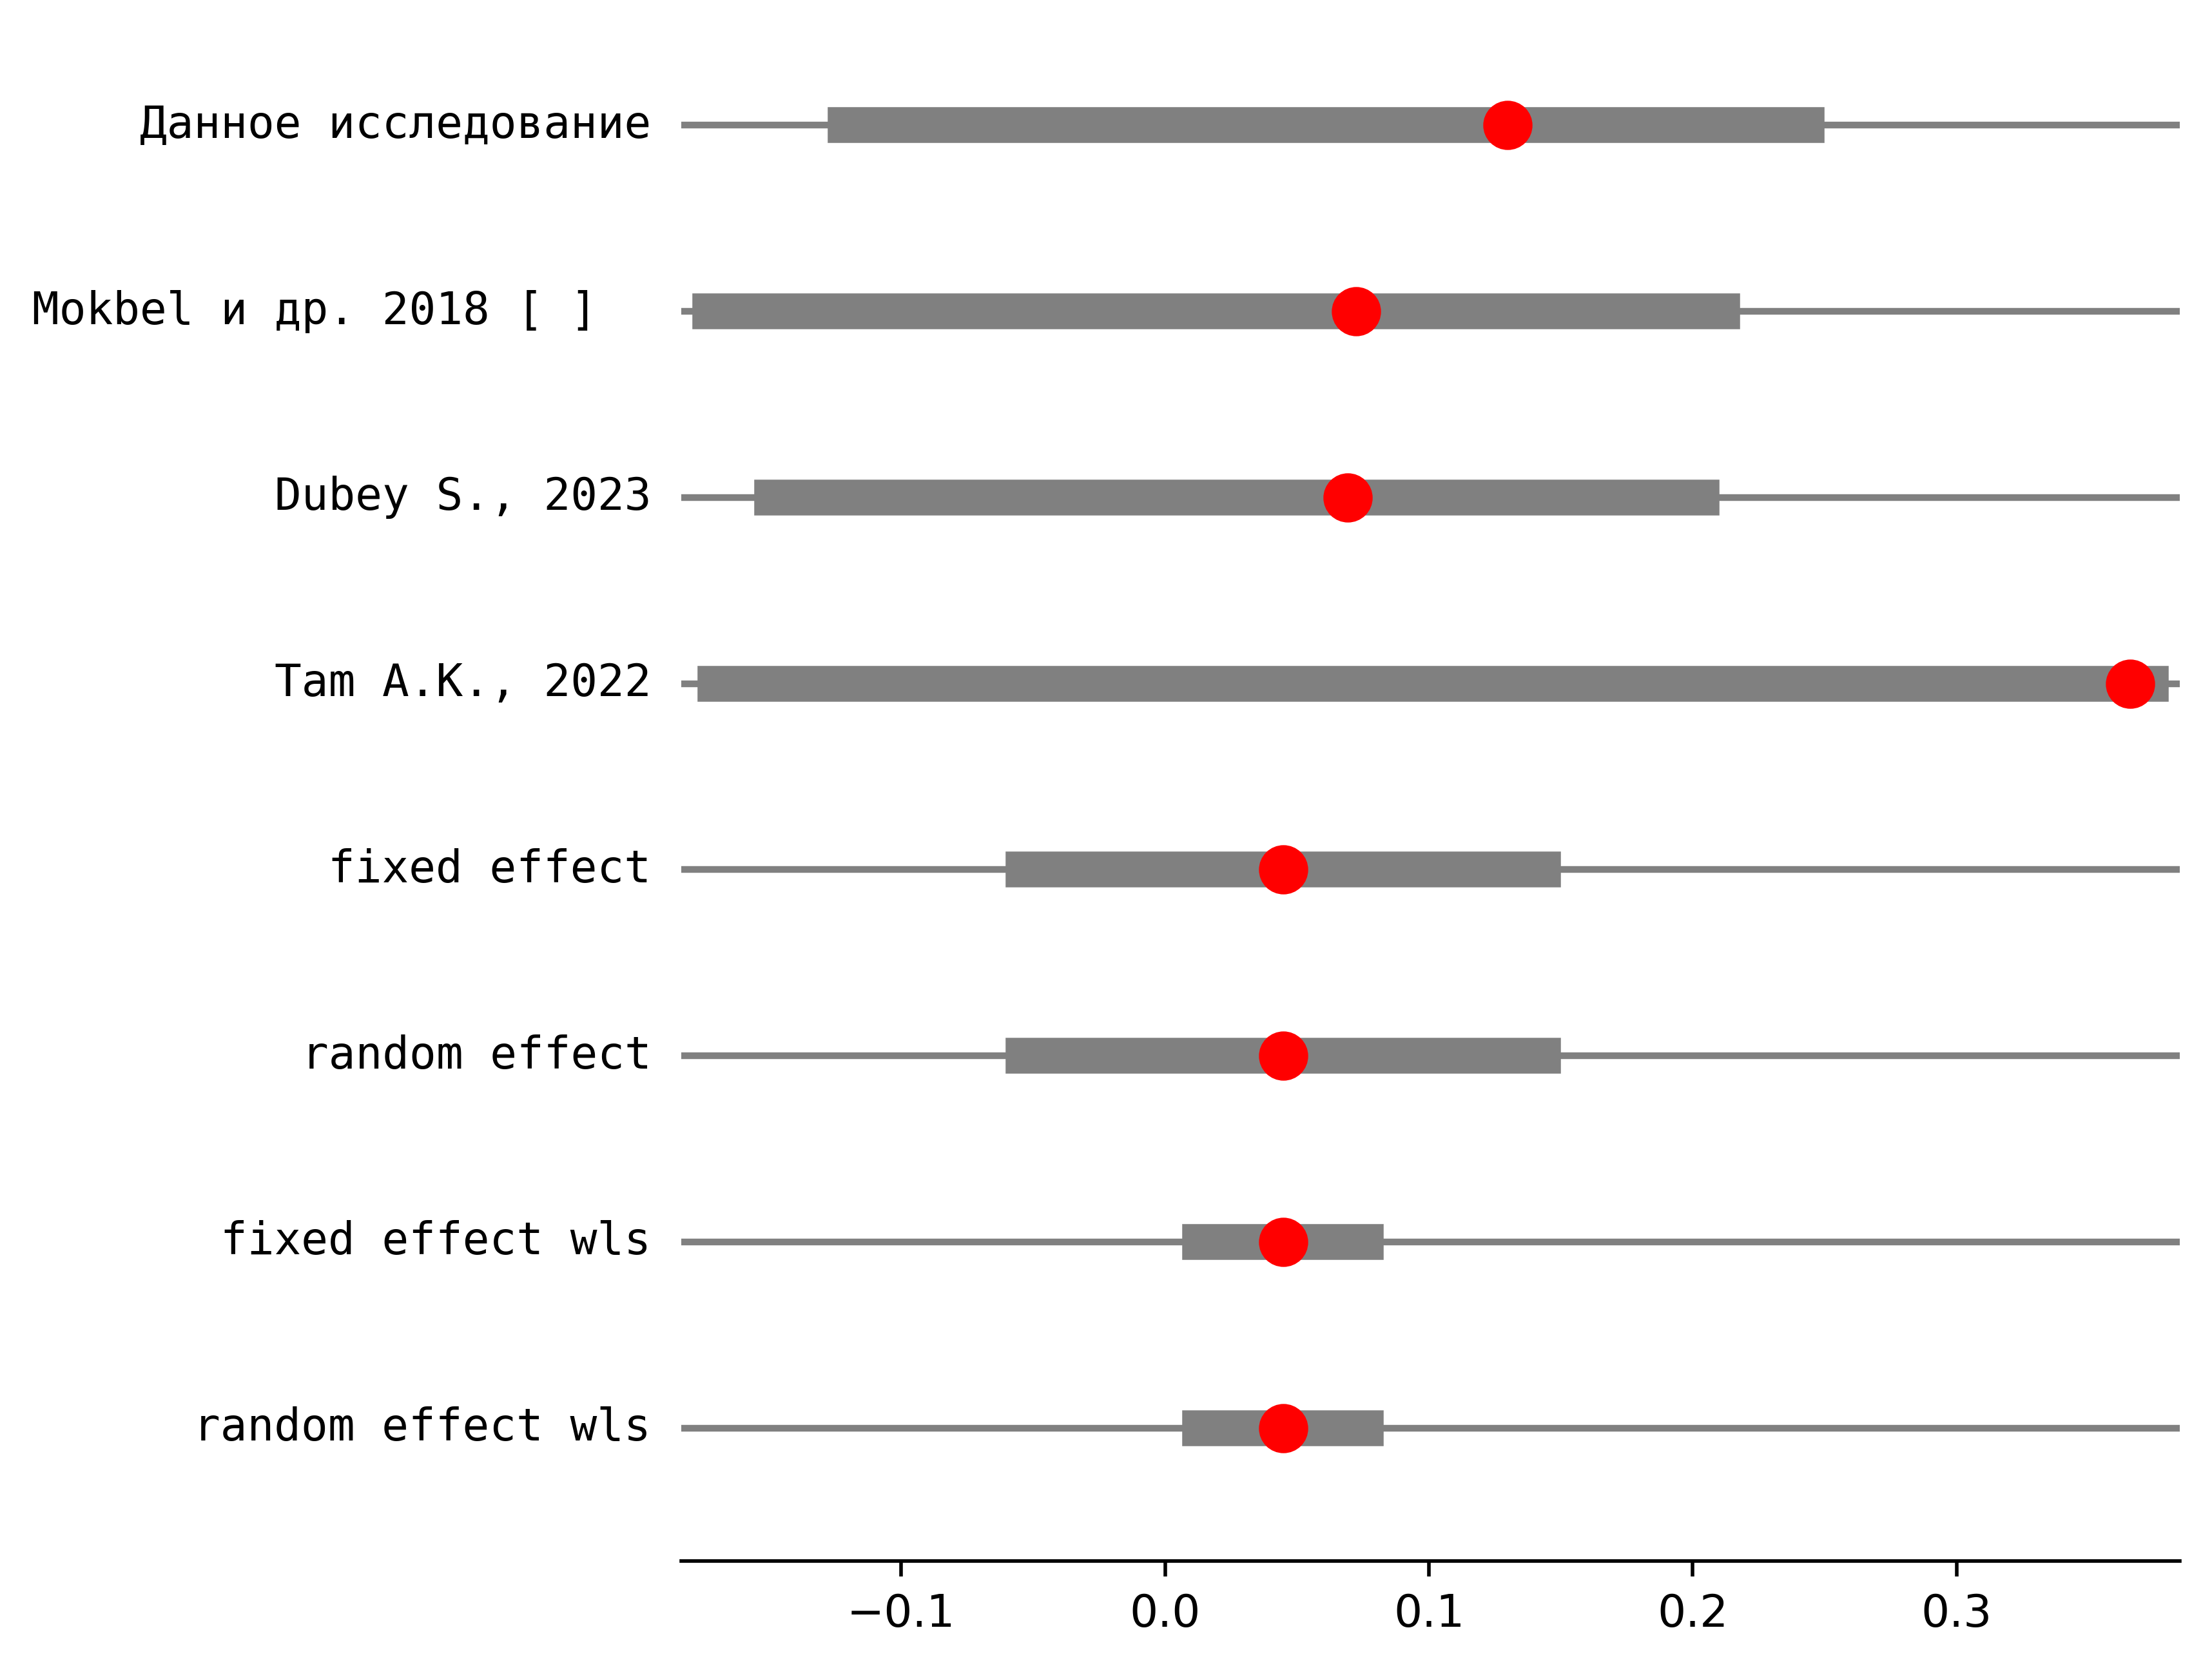 Данное исследование
Mokbel и др. 2018 [ ]
Dubey S., 2023
Tam A.K., 2022
fixed effect
random effect
fixed effect wls
random effect wls
−0.1 0.0 0.1 0.2 0.3